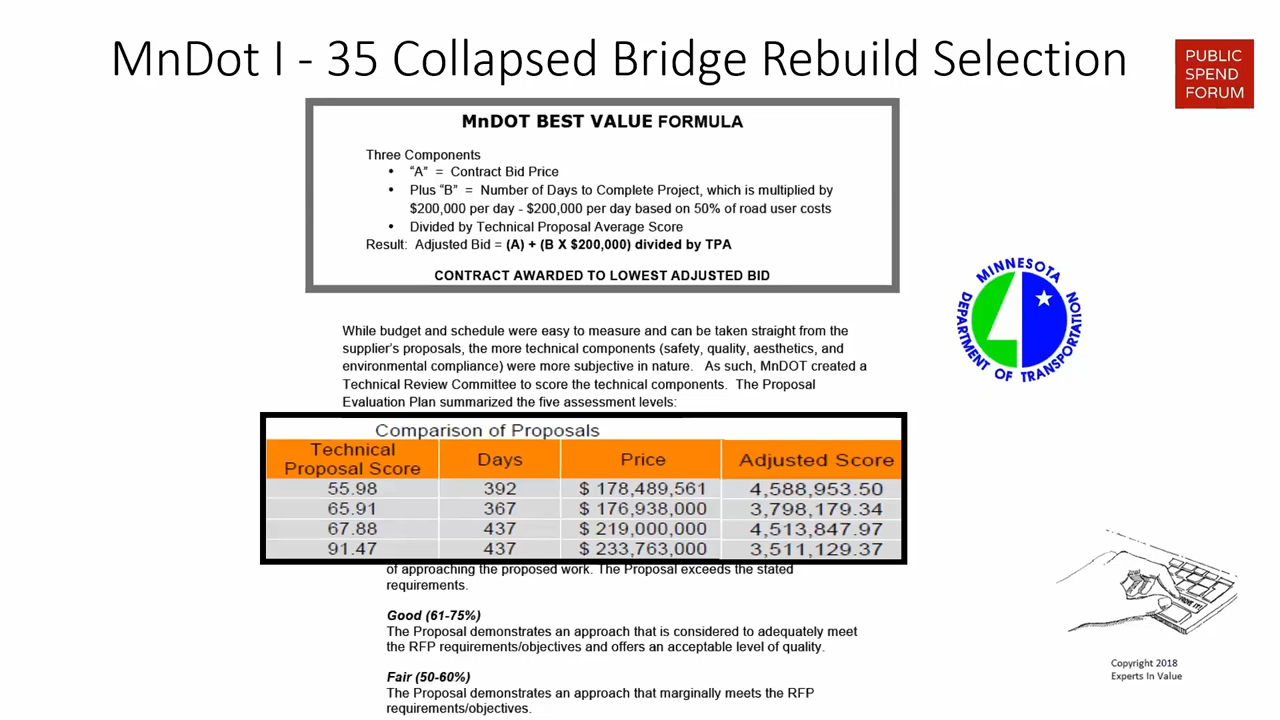 MnDot I - 35 Collapsed Bridge Rebuild Selection
PUBLIC
SPEND
FORUM
MnDOT BEST VALUE FORMULA
Three Components
• “A” = Contract Bid Price
• Plus “B” = Number of Days to Complete Project, which is multiplied by
$200,000 per day - $200,000 per day based on 50% of road user costs
• Divided by Technical Proposal Average Score
Result: Adjusted Bid = (A) + (B X $200,000) divided by TPA
CONTRACT AWARDED TO LOWEST ADJUSTED BID
MINNESOTA
DEPARTMENT OF TRANSPORTATION
While budget and schedule were easy to measure and can be taken straight from the
supplier’s proposals, the more technical components (safety, quality, aesthetics, and
environmental compliance) were more subjective in nature. As such, MnDOT created a
Technical Review Committee to score the technical components. The Proposal
Evaluation Plan summarized the five assessment levels:
Comparison of Proposals
Technical
Proposal Score Days Price Adjusted Score
55.98 392 $ 178,489,561 4,588,953.50
65.91 367 $ 176,938,000 3,798,179.34
67.88 437 $ 219,000,000 4,513,847.97
91.47 437 $ 233,763,000 3,511,129.37
of approaching the proposed work. The Proposal exceeds the stated
requirements.
Good (61-75%)
The Proposal demonstrates an approach that is considered to adequately meet
the RFP requirements/objectives and offers an acceptable level of quality.
Fair (50-60%)
The Proposal demonstrates an approach that marginally meets the RFP
requirements/objectives.
Copyright 2018
Experts In Value